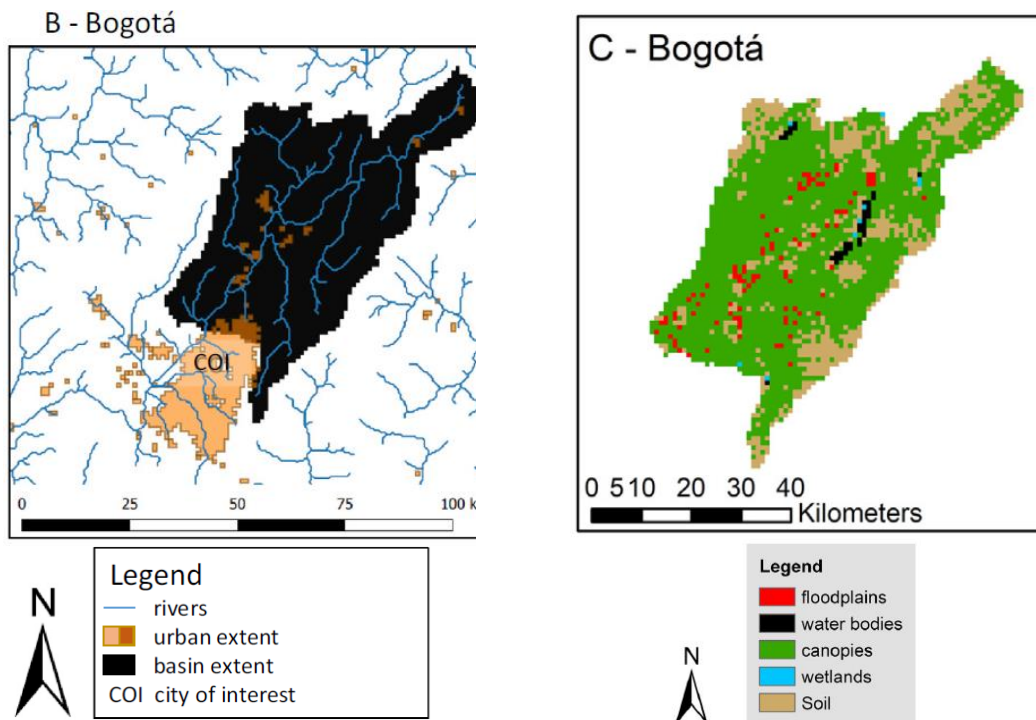 B - Bogotá
COI
0 25 50 75 100 k
Legend
rivers
urban extent
basin extent
COI city of interest
N
C - Bogotá
0 5 10 20 30 40
Kilometers
Legend
floodplains
water bodies
canopies
wetlands
Soil
N